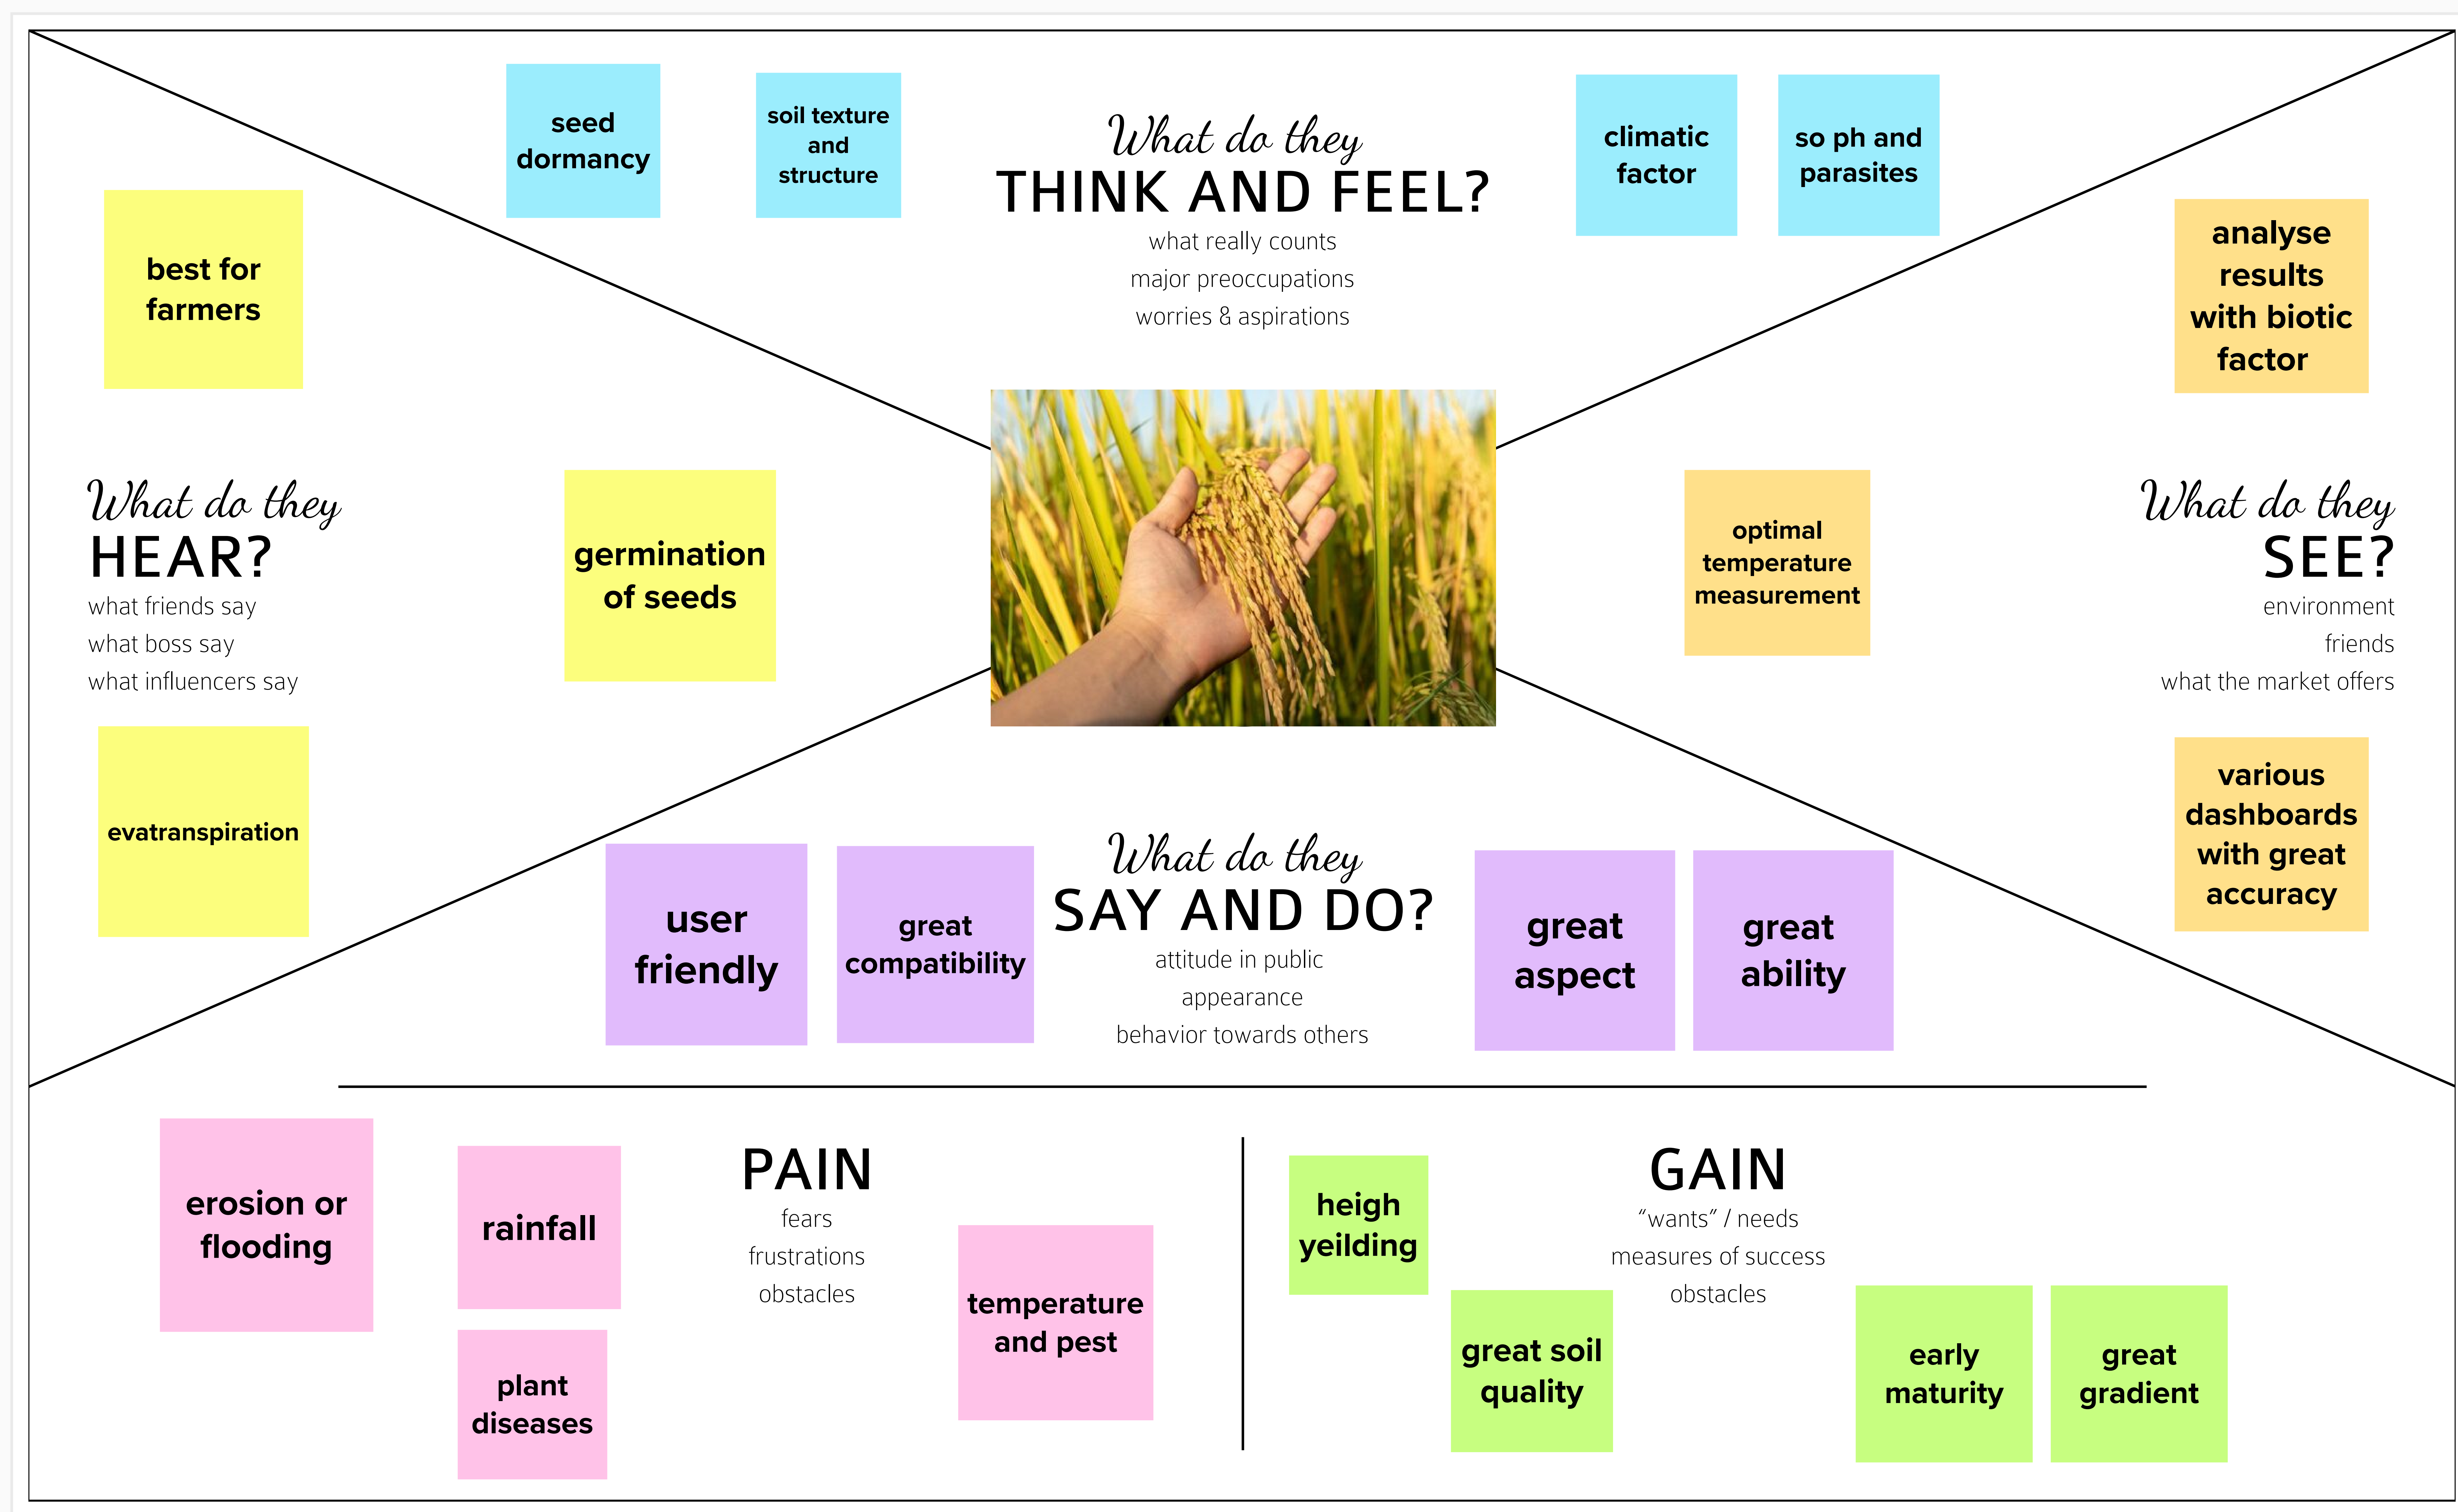 What do they
THINK AND FEEL?
what really counts
major preoccupations
worries & aspirations
seed
dormancy
soil texture
and
structure
climatic
factor
so ph and
parasites
What do they
HEAR?
what friends say
what boss say
what influencers say
best for
farmers
germination
of seeds
evatranspiration
What do they
SEE?
environment
friends
what the market offers
analyse
results
with biotic
factor
optimal
temperature
measurement
various
dashboards
with great
accuracy
What do they
SAY AND DO?
attitude in public
appearance
behavior towards others
user
friendly
great
compatibility
great
aspect
great
ability
PAIN
fears
frustrations
obstacles
erosion or
flooding
rainfall
plant
diseases
temperature
and pest
GAIN
“wants” / needs
measures of success
obstacles
heigh
yeilding
great soil
quality
early
maturity
great
gradient